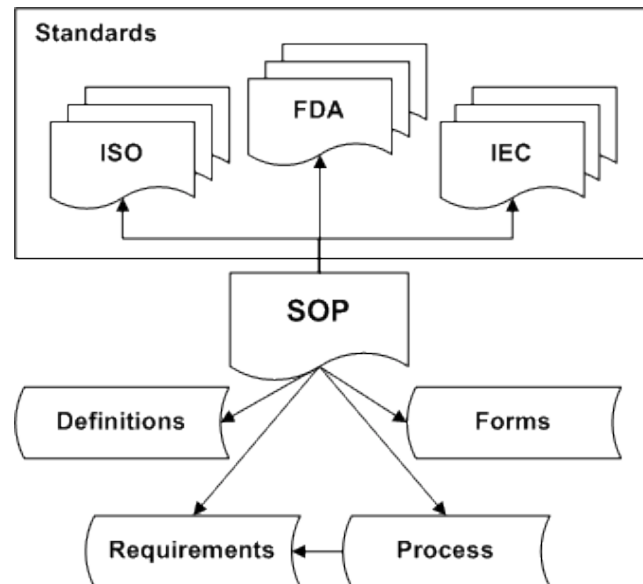 Standards
ISO
FDA
IEC
SOP
Definitions
Forms
Requirements
Process